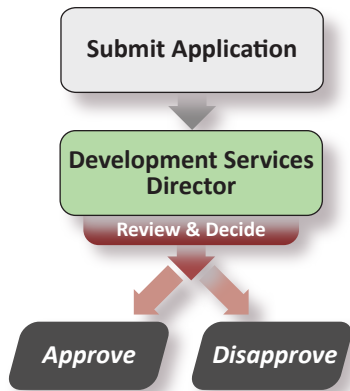 Submit Application
Development Services
Director
Review & Decide
Approve
Disapprove